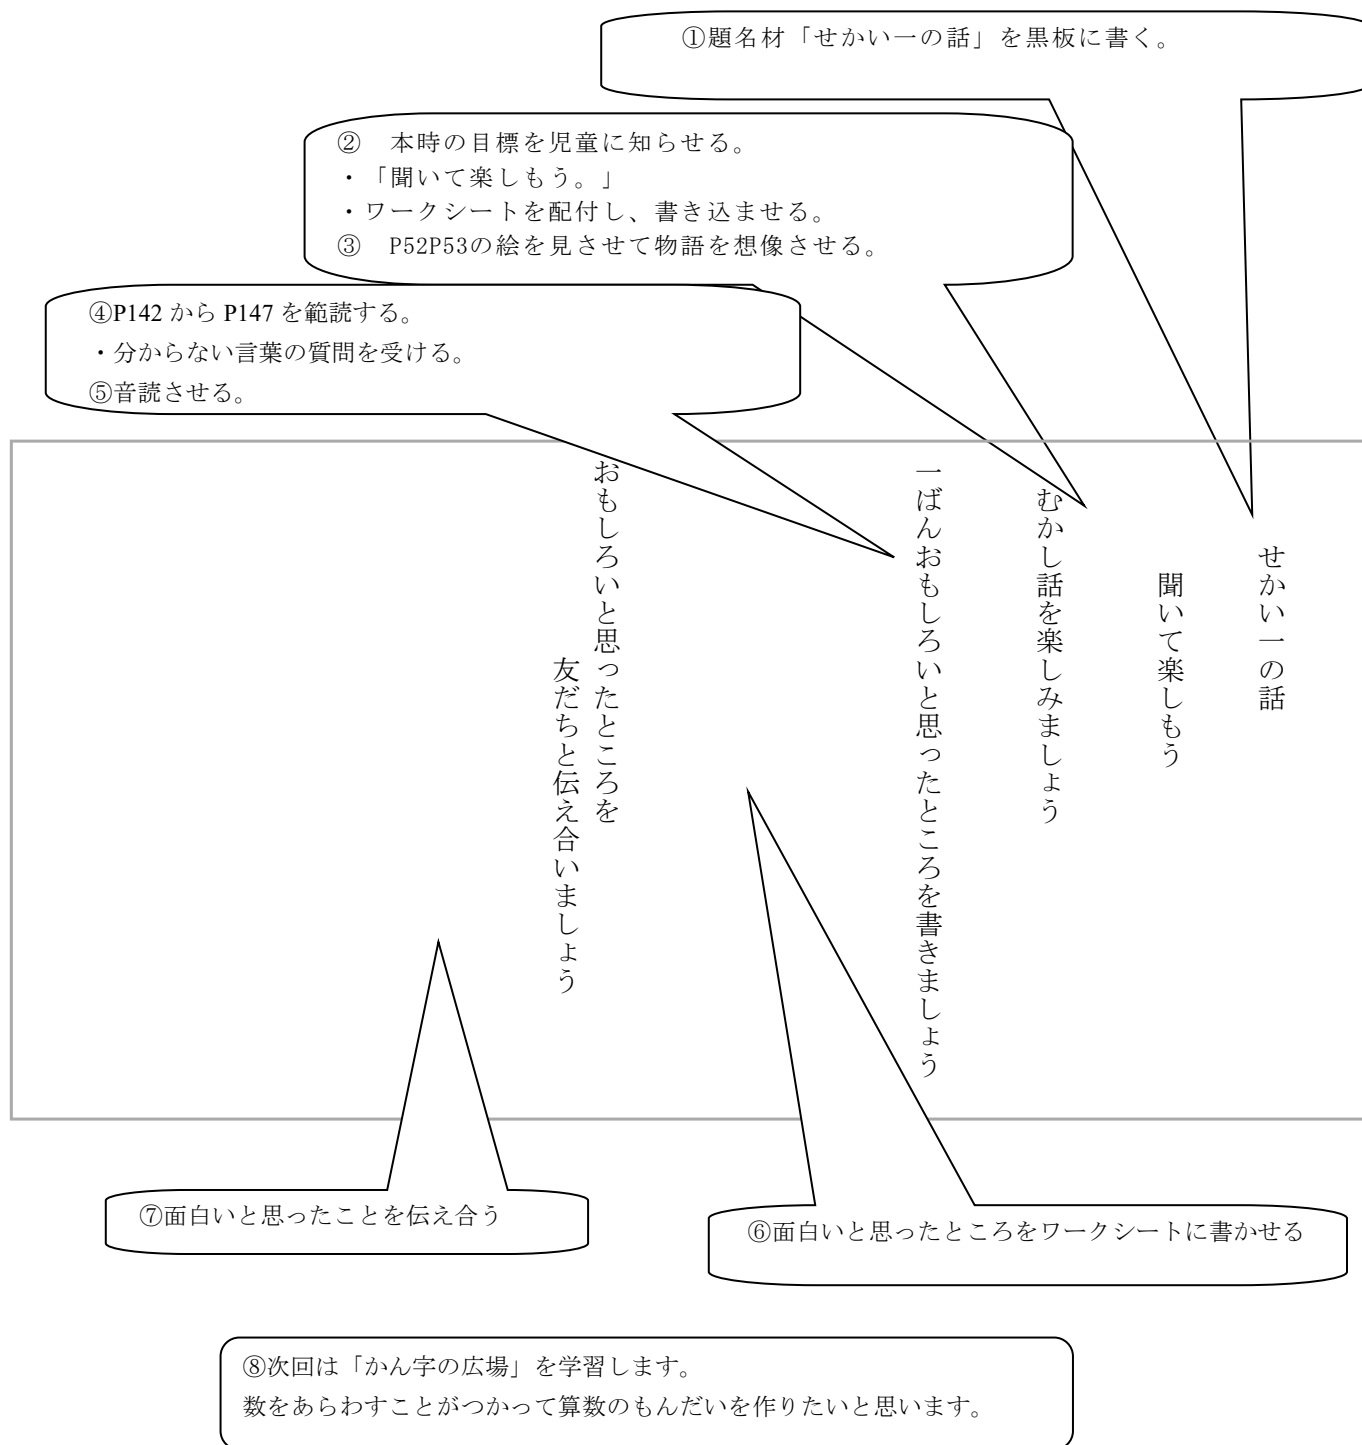 ①題名材「せかい一の話」を黒板に書く。
②　本時の目標を児童に知らせる。
・「聞いて楽しもう。」
・ワークシートを配付し、書き込ませる。
③　P52P53の絵を見させて物語を想像させる。
④P142 から P147 を範読する。
・分からない言葉の質問を受ける。
⑤音読させる。
せかい一の話
聞いて楽しもう
むかし話を楽しみましょう
一ばんおもしろいと思ったところを書きましょう
おもしろいと思ったところを
友だちと伝え合いましょう
⑥面白いと思ったところをワークシートに書かせる
⑦面白いと思ったことを伝え合う
⑧次回は「かん字の広場」を学習します。
数をあらわすことがつかって算数のもんだいを作りたいと思います。